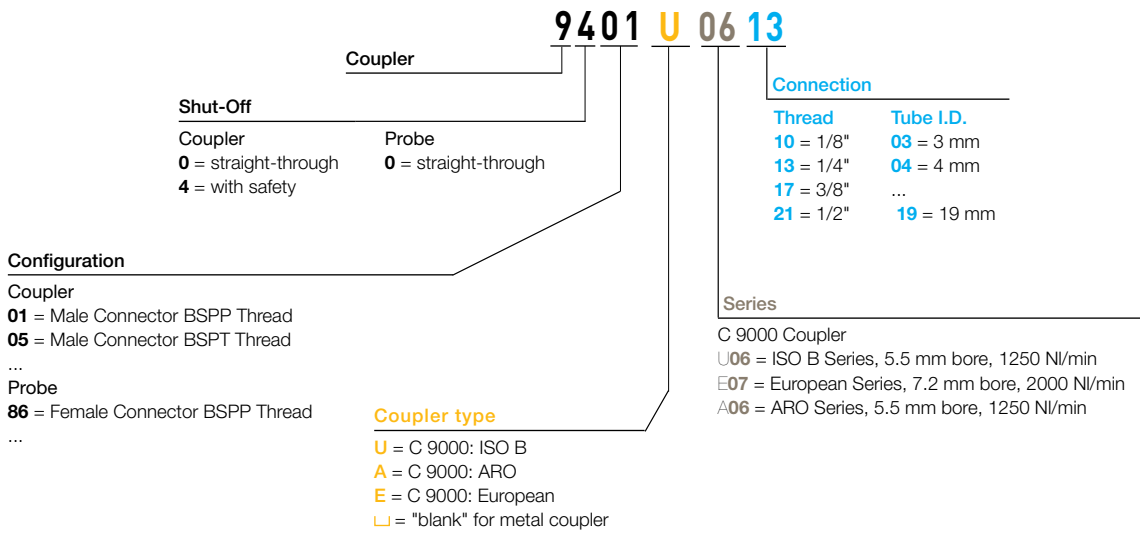 9401 U 06 13
Coupler
Shut-Off
Coupler Probe
0 = straight-through 0 = straight-through
4 = with safety
Connection
Thread Tube I.D.
10 = 1/8" 03 = 3 mm
13 = 1/4" 04 = 4 mm
17 = 3/8" ...
21 = 1/2" 19 = 19 mm
Configuration
Coupler
01 = Male Connector BSPP Thread
05 = Male Connector BSPT Thread
...
Probe
86 = Female Connector BSPP Thread
...
Series
C 9000 Coupler
U06 = ISO B Series, 5.5 mm bore, 1250 Nl/min
E07 = European Series, 7.2 mm bore, 2000 Nl/min
A06 = ARO Series, 5.5 mm bore, 1250 Nl/min
Coupler type
U = C 9000: ISO B
A = C 9000: ARO
E = C 9000: European
⎵ = "blank" for metal coupler